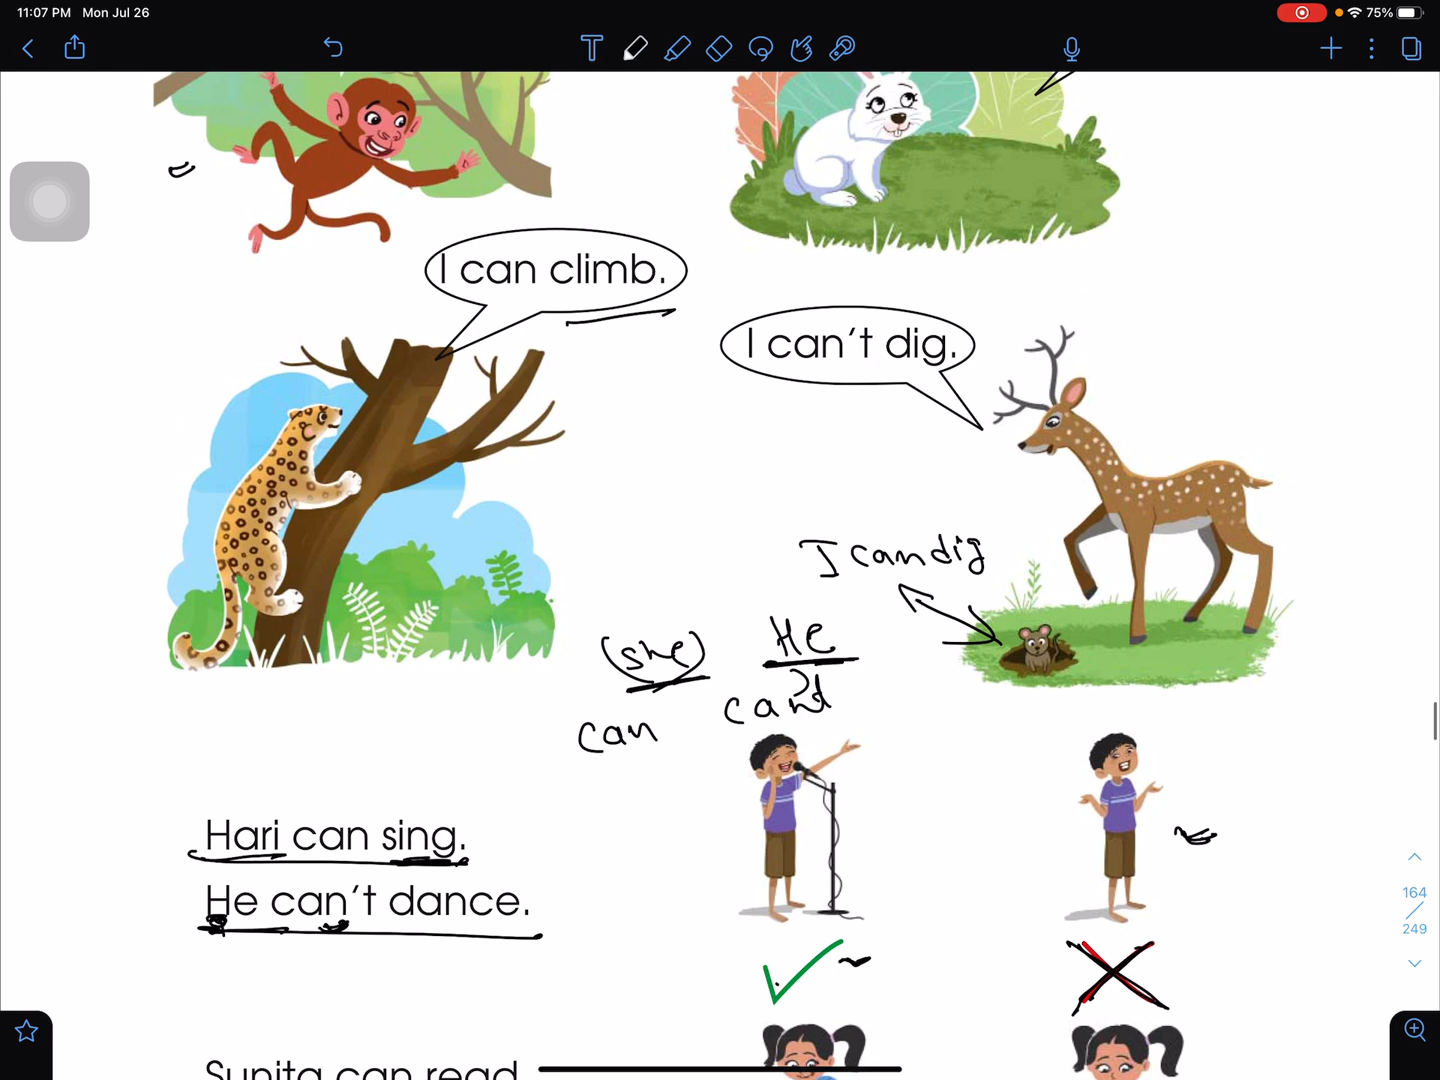 11:07 PM Mon Jul 26
75%
I can climb.
I can't dig.
I can dig
(she) HE
can
Hari can sing.
He can't dance.
164
249
Sunita can read